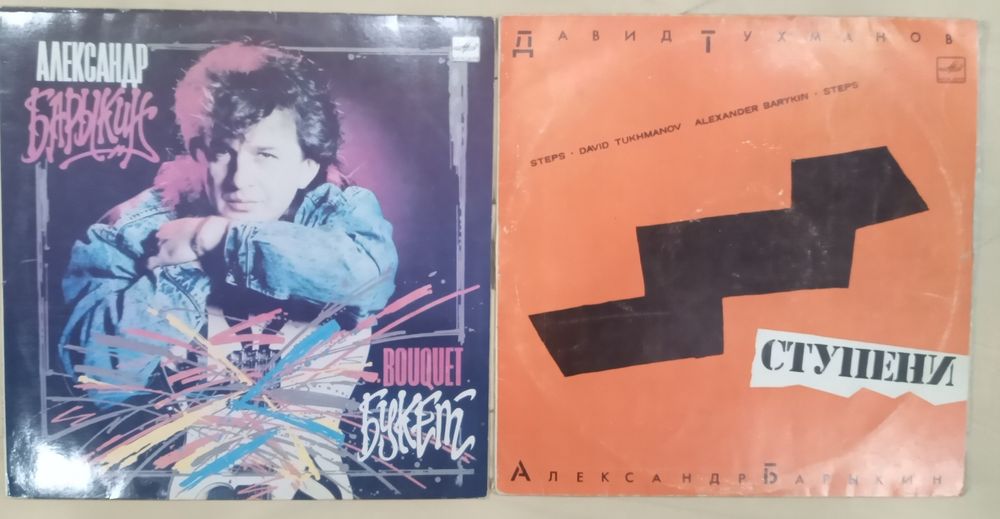 АЛЕКСАНДР
БАРЫКИН
BOUQUET
БУКЕТ
ДАВИД ТУХМАНОВ
STEPS · DAVID TUKHMANOV ALEXANDER BARYKIN · STEPS
СТУПЕНИ
АЛЕКСАНДР БАРЫКИН